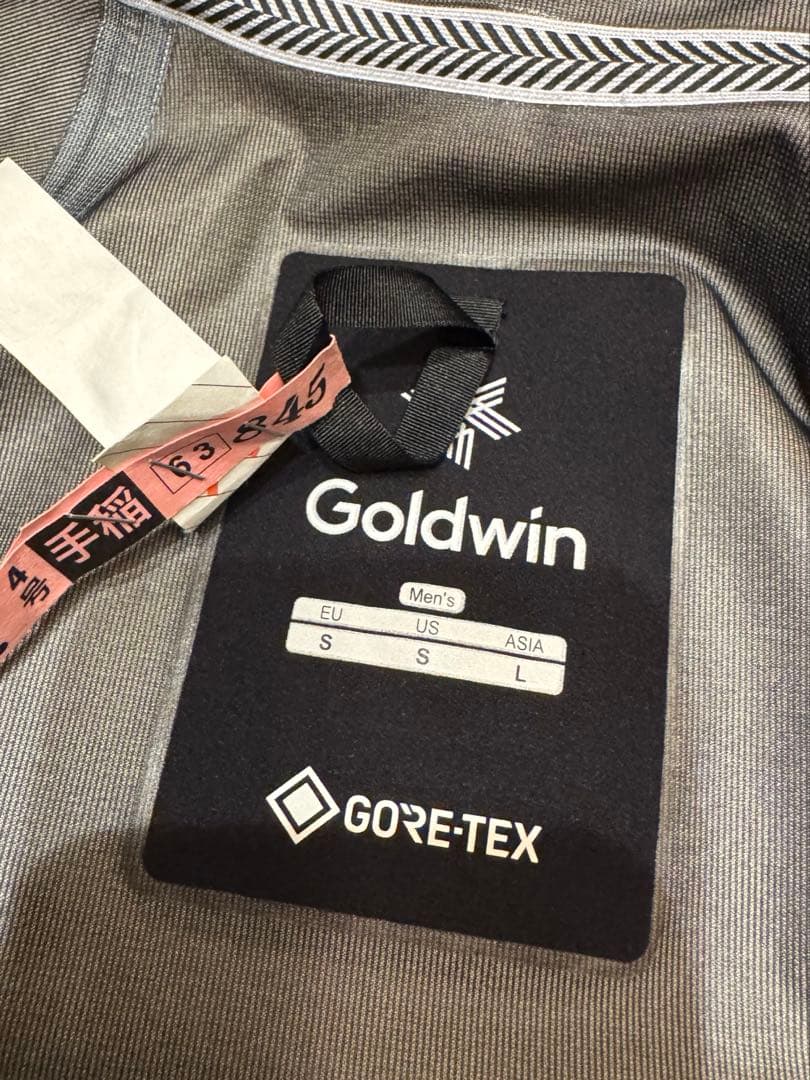 Goldwin
Men's
EU US ASIA
S S L
GORE-TEX
63 845
手稲
4号